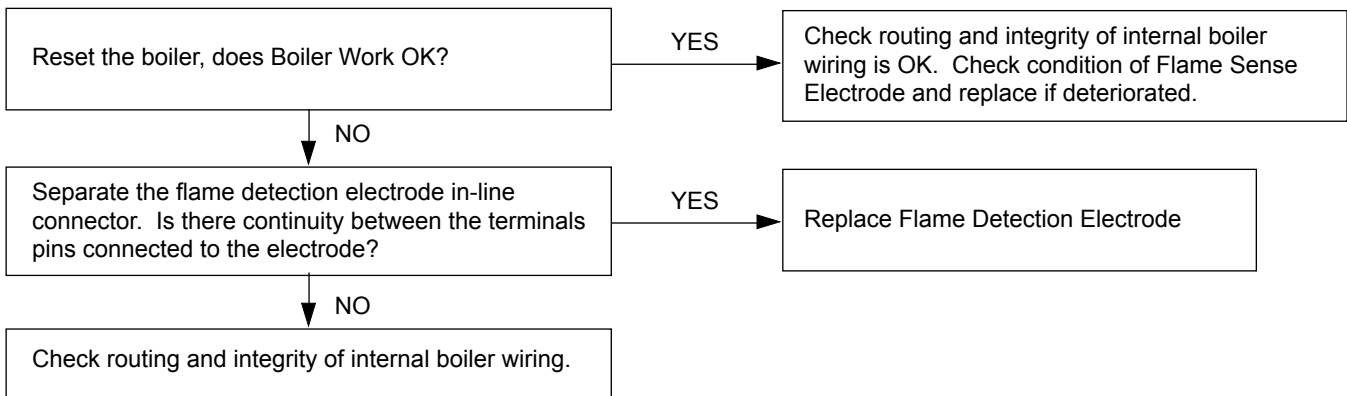 Reset the boiler, does Boiler Work OK?
YES
Check routing and integrity of internal boiler
wiring is OK.  Check condition of Flame Sense
Electrode and replace if deteriorated.
NO
Separate the flame detection electrode in-line
connector.  Is there continuity between the terminals
pins connected to the electrode?
YES
Replace Flame Detection Electrode
NO
Check routing and integrity of internal boiler wiring.